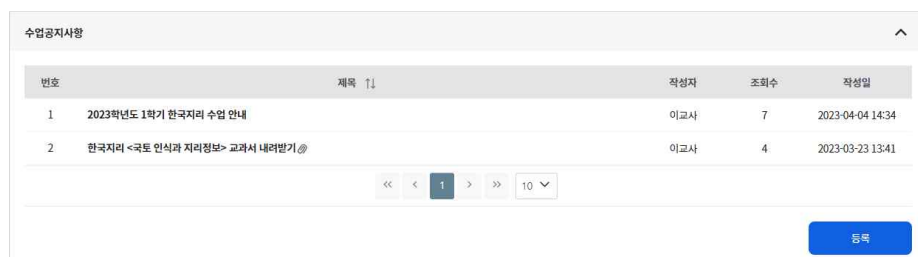 수업공지사항
번호 제목 ↑↓ 작성자 조회수 작성일
1 2023학년도 1학기 한국지리 수업 안내 이교사 7 2023-04-04 14:34
2 한국지리 <국토 인식과 지리정보> 교과서 내려받기 이교사 4 2023-03-23 13:41
« ‹ 1 › » 10
등록